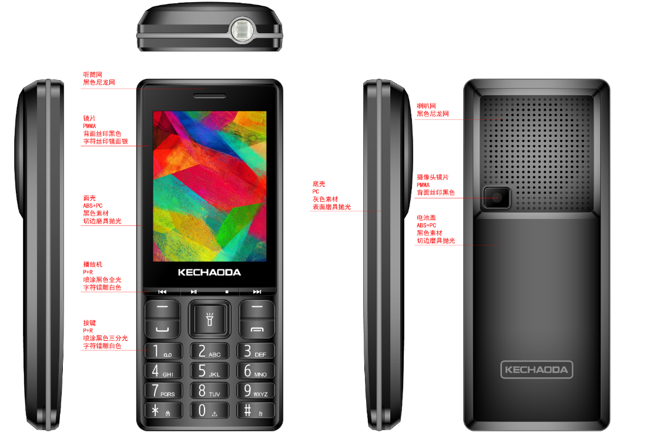 听筒网
黑色尼龙网
镜片
PMMA
背面丝印黑色
字符丝印镜面银
面壳
ABS+PC
黑色素材
切边磨具抛光
播放机
P+R
喷涂黑色全光
字符镭雕白色
按键
P+R
喷涂黑色三分光
字符镭雕白色
KECHAODA
1
2 ABC
3 DEF
4 GHI
5 JKL
6 MNO
7 PQRS
8 TUV
9 WXYZ
*
0
#
底壳
PC
灰色素材
表面磨具抛光
喇叭网
黑色尼龙网
摄像头镜片
PMMA
背面丝印黑色
电池盖
ABS+PC
黑色素材
切边磨具抛光
KECHAODA